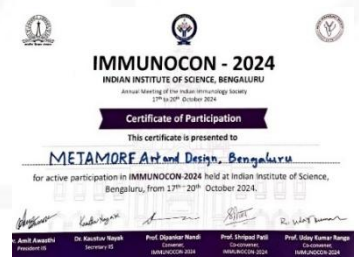 IMMUNOCON - 2024
INDIAN INSTITUTE OF SCIENCE, BENGALURU
Annual Meeting of the Indian Immunology Society
17th to 20th October 2024
Certificate of Participation
This certificate is presented to
METAMORF Art and Design, Bengaluru
for active participation in IMMUNOCON-2024 held at Indian Institute of Science,
Bengaluru, from 17th - 20th October, 2024.
. Amit Awasthi Dr. Kaustuv Nayak Prof. Dipankar Nandi Prof. Shripad Patil Prof. Uday Kumar Ranga
President IIS Secretary IIS Convener, Co-convener, Co-convener,
IMMUNOCON-2024 IMMUNOCON-2024 IMMUNOCON-2024